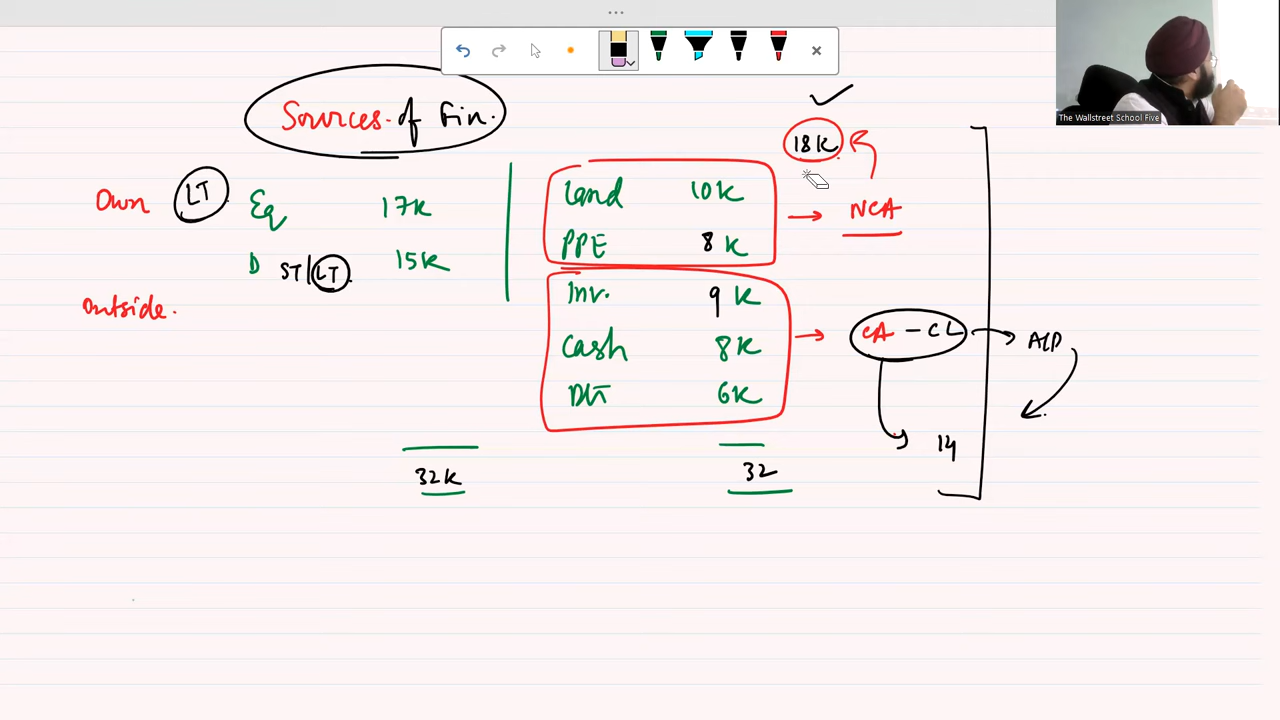 The Wallstreet School Five
Sources of Fin.
18K
Own LT Eq 17K
D ST/LT 15K
Outside.
Land 10K
PPE 8K
NCA
Inv. 9K
Cash 8K
6K
CA - CL
14
32K
32